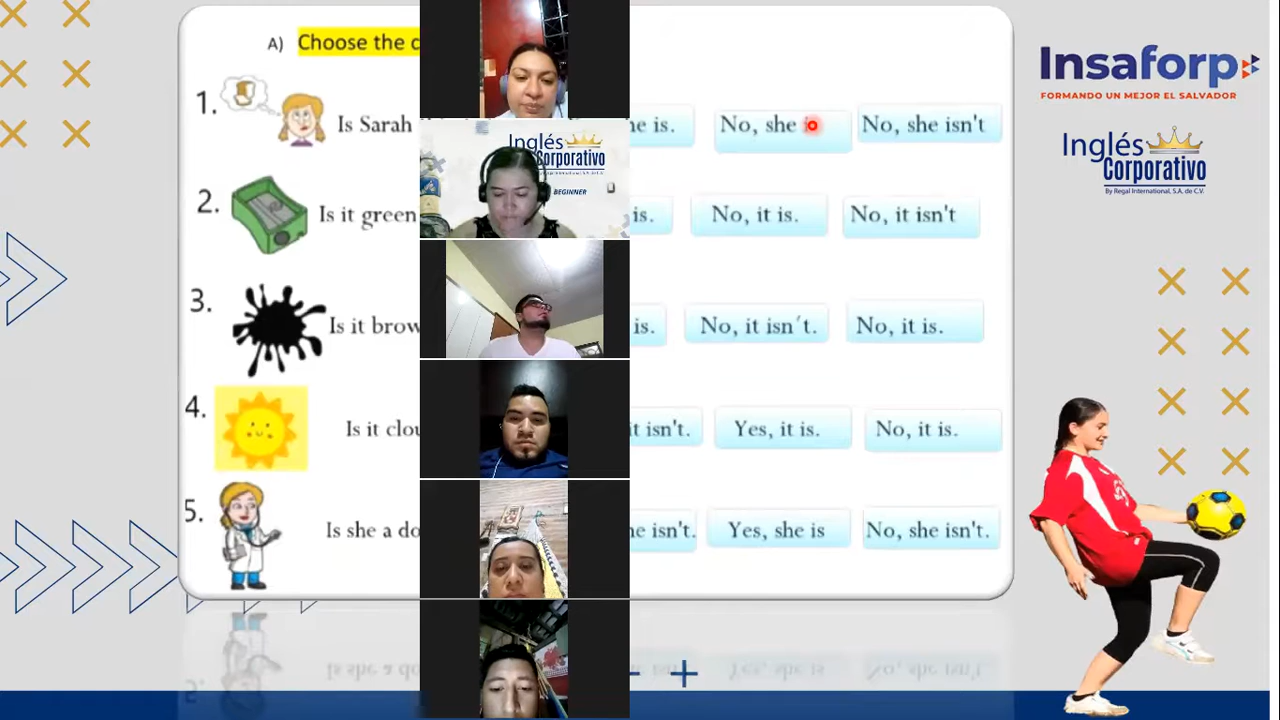 A) Choose the c
1. Is Sarah
he is.
No, she
No, she isn't
2. Is it green
is.
No, it is.
No, it isn't
3. Is it brow
is.
No, it isn't.
No, it is.
4. Is it clou
it isn't.
Yes, it is.
No, it is.
5. Is she a do
he isn't.
Yes, she is
No, she isn't.
Insaforp
FORMANDO UN MEJOR EL SALVADOR
Inglés
Corporativo
By Regal International, S.A. de C.V.
Inglés
Corporativo
BEGINNER